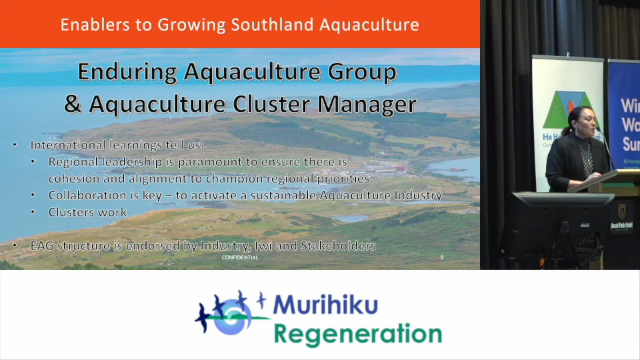 Enablers to Growing Southland Aquaculture
Enduring Aquaculture Group
& Aquaculture Cluster Manager
• International learnings tell us:
• Regional leadership is paramount to ensure there is
cohesion and alignment to champion regional priorities.
• Collaboration is key – to activate a sustainable Aquaculture Industry
• Clusters work
• EAG structure is endorsed by Industry, Iwi and Stakeholders
CONFIDENTIAL
9
Murihiku
Regeneration